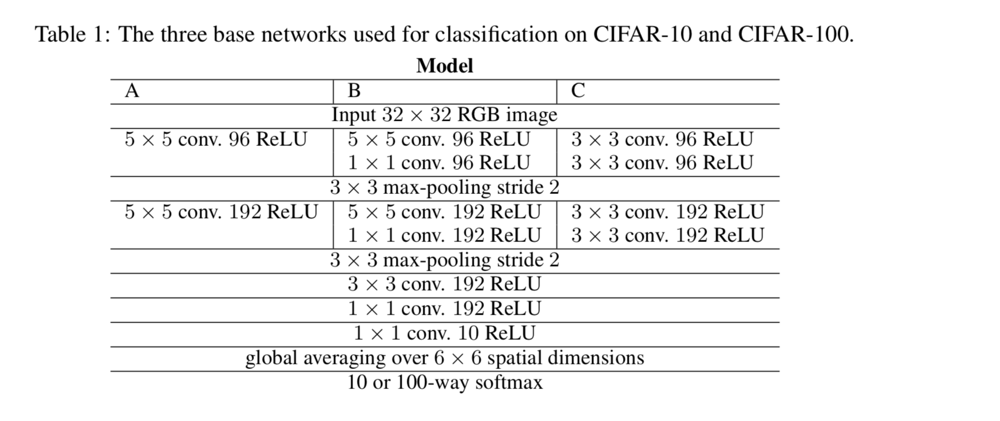 Table 1: The three base networks used for classification on CIFAR-10 and CIFAR-100.
Model
A B C
Input 32 × 32 RGB image
5 × 5 conv. 96 ReLU 5 × 5 conv. 96 ReLU 3 × 3 conv. 96 ReLU
1 × 1 conv. 96 ReLU 3 × 3 conv. 96 ReLU
3 × 3 max-pooling stride 2
5 × 5 conv. 192 ReLU 5 × 5 conv. 192 ReLU 3 × 3 conv. 192 ReLU
1 × 1 conv. 192 ReLU 3 × 3 conv. 192 ReLU
3 × 3 max-pooling stride 2
3 × 3 conv. 192 ReLU
1 × 1 conv. 192 ReLU
1 × 1 conv. 10 ReLU
global averaging over 6 × 6 spatial dimensions
10 or 100-way softmax